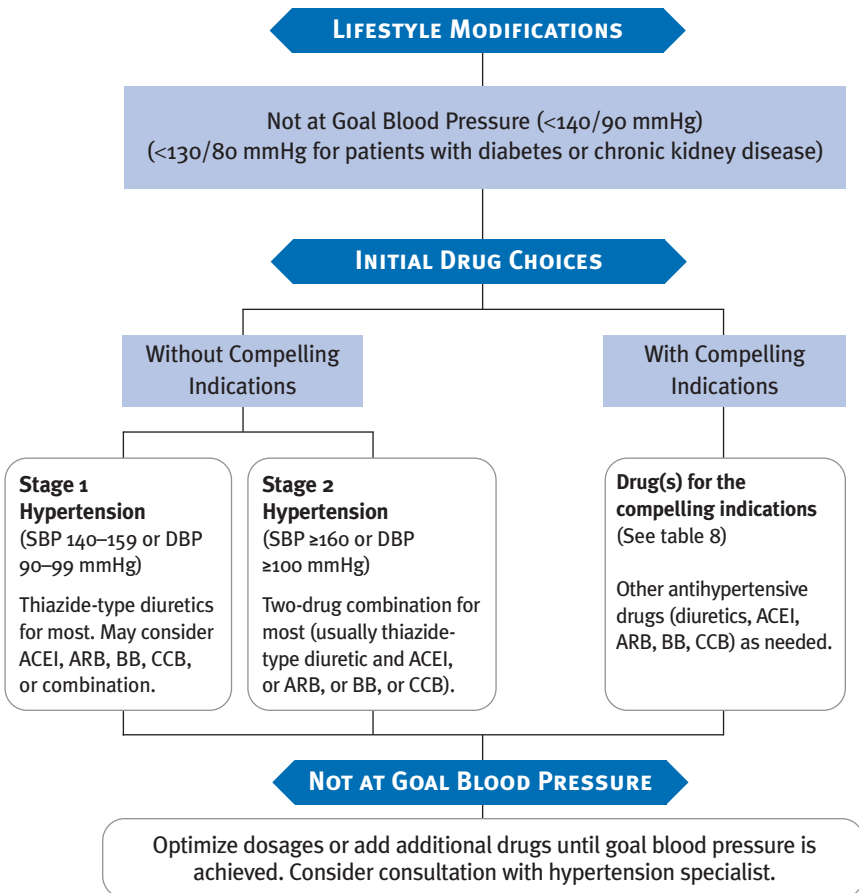 LIFESTYLE MODIFICATIONS
Not at Goal Blood Pressure (<140/90 mmHg)
(<130/80 mmHg for patients with diabetes or chronic kidney disease)
INITIAL DRUG CHOICES
Without Compelling
Indications
With Compelling
Indications
Stage 1
Hypertension
(SBP 140–159 or DBP
90–99 mmHg)
Thiazide-type diuretics
for most. May consider
ACEI, ARB, BB, CCB,
or combination.
Stage 2
Hypertension
(SBP ≥160 or DBP
≥100 mmHg)
Two-drug combination for
most (usually thiazide-
type diuretic and ACEI,
or ARB, or BB, or CCB).
Drug(s) for the
compelling indications
(See table 8)
Other antihypertensive
drugs (diuretics, ACEI,
ARB, BB, CCB) as needed.
NOT AT GOAL BLOOD PRESSURE
Optimize dosages or add additional drugs until goal blood pressure is
achieved. Consider consultation with hypertension specialist.